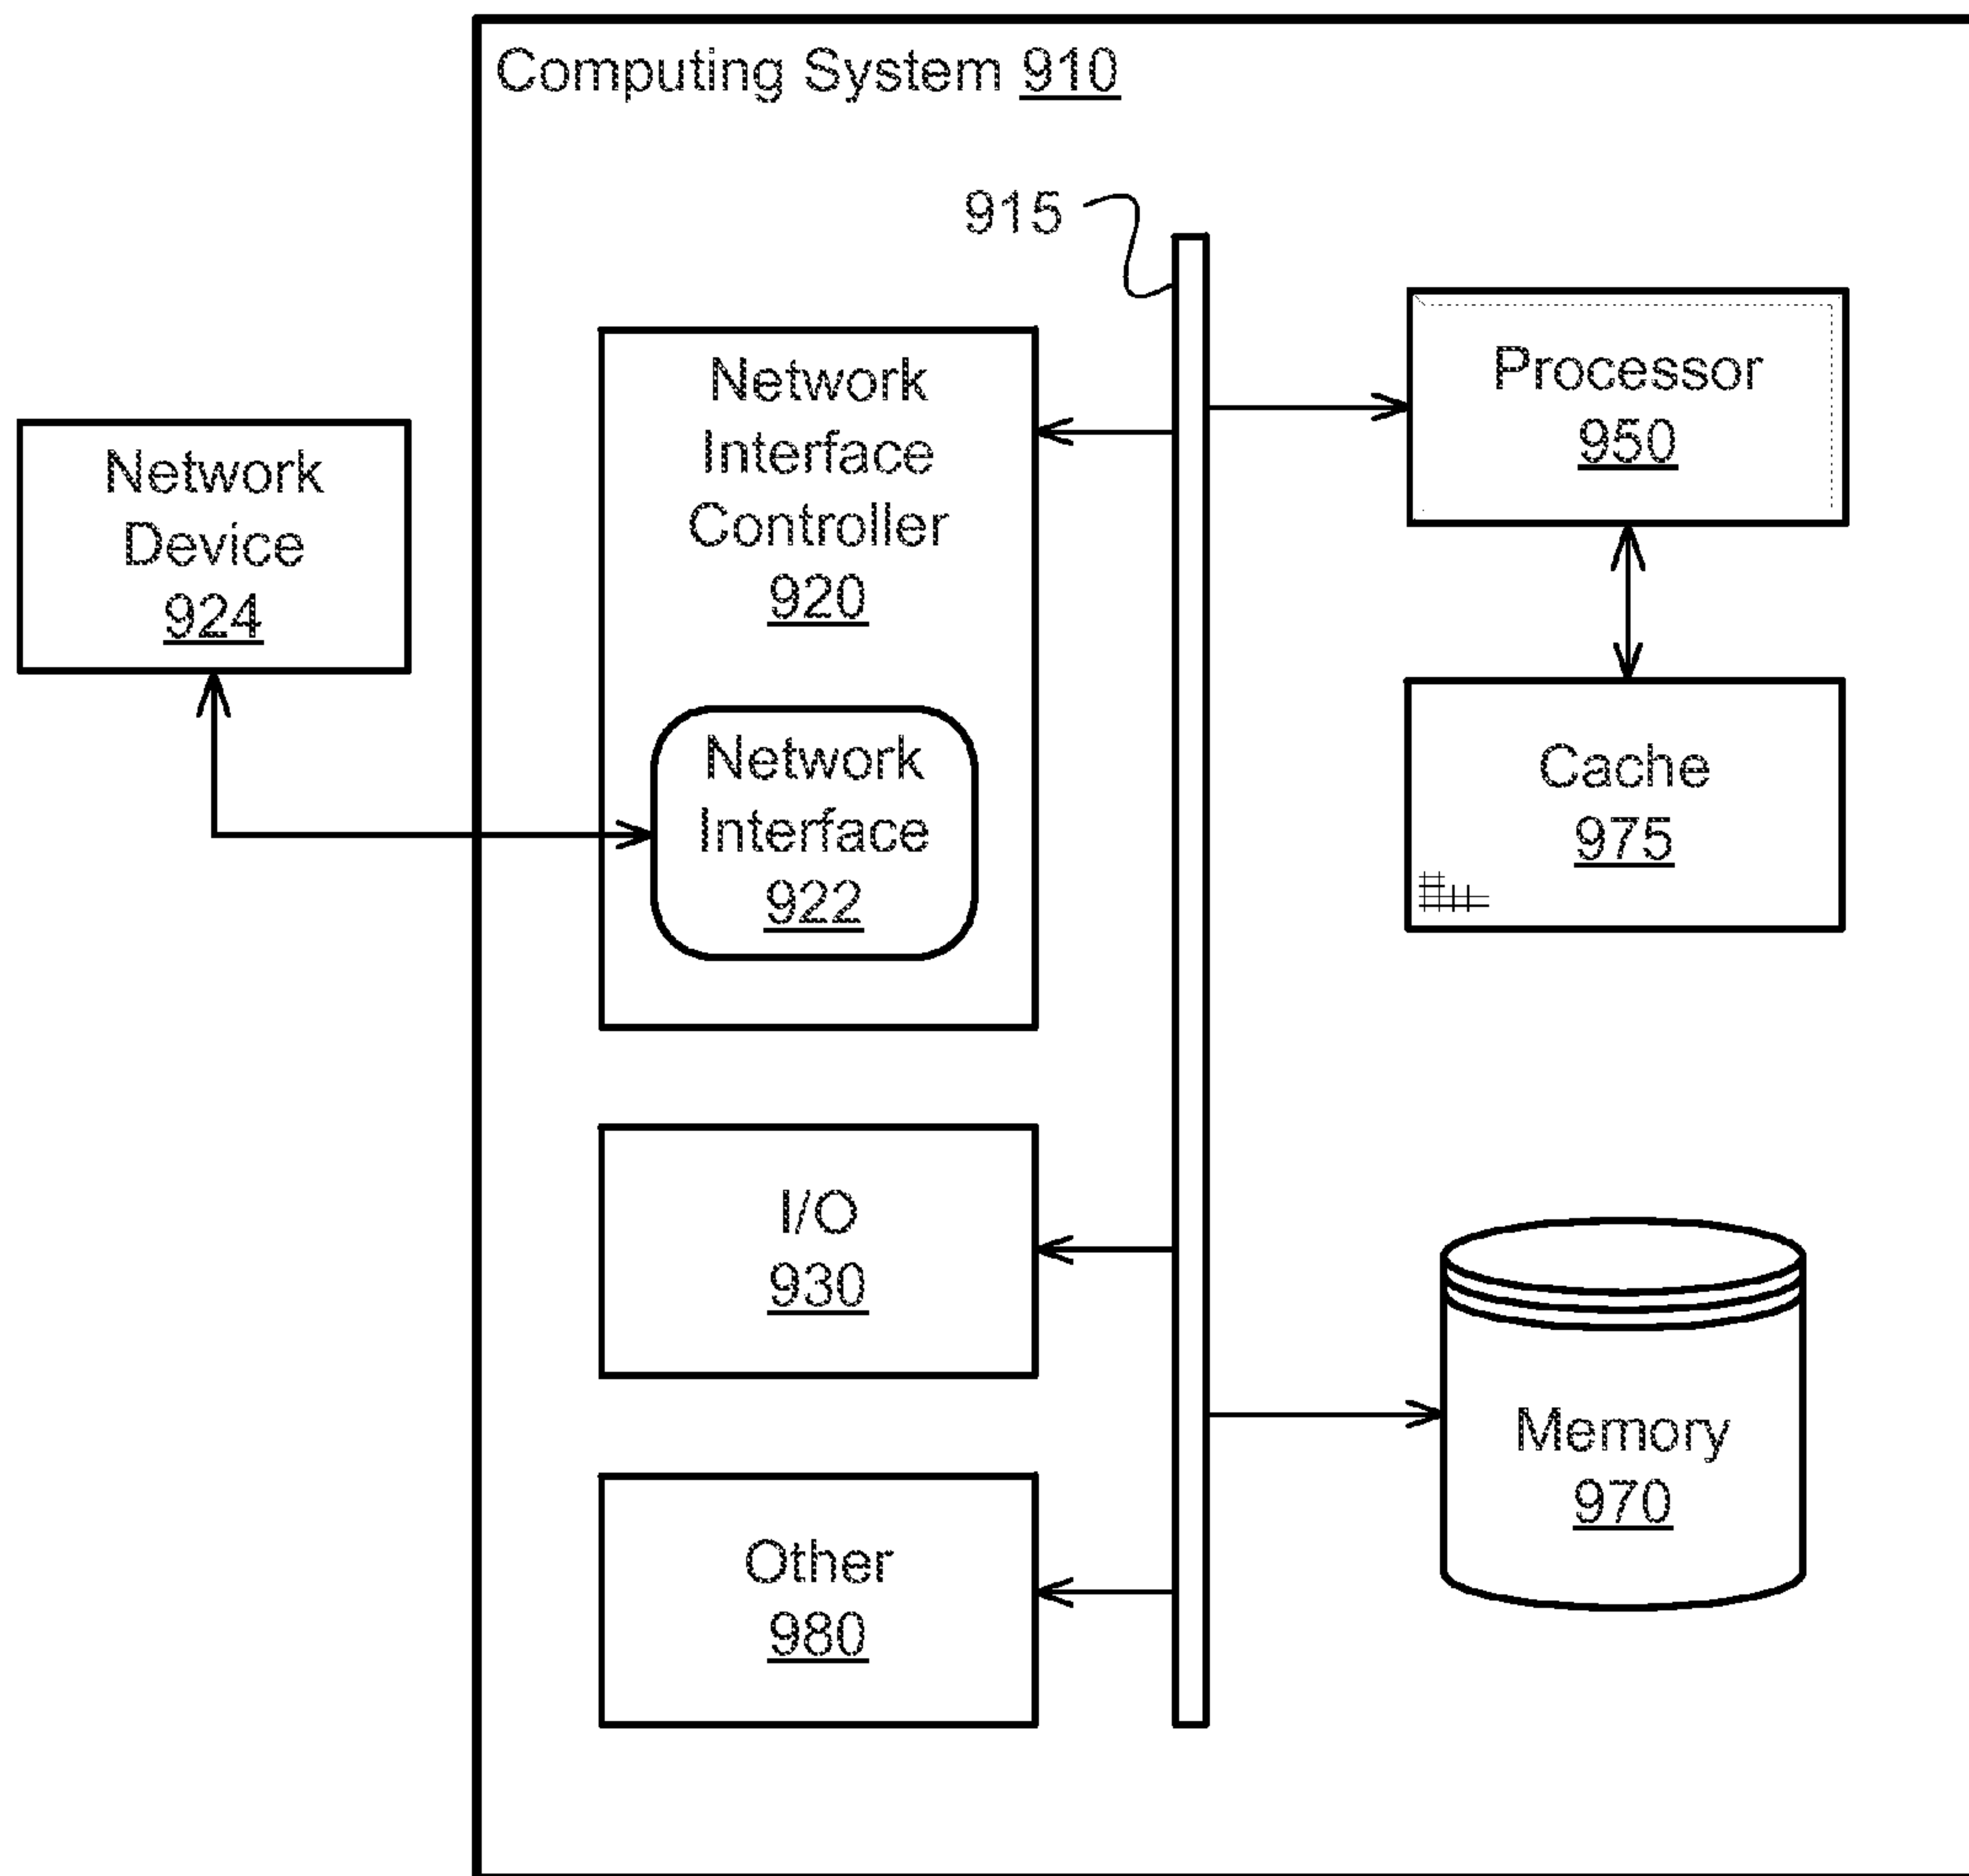 Computing System 910
915
Network
Interface
Controller
920
Processor
950
Network
Device
924
Network
Interface
922
Cache
975
I/O
930
Memory
970
Other
980